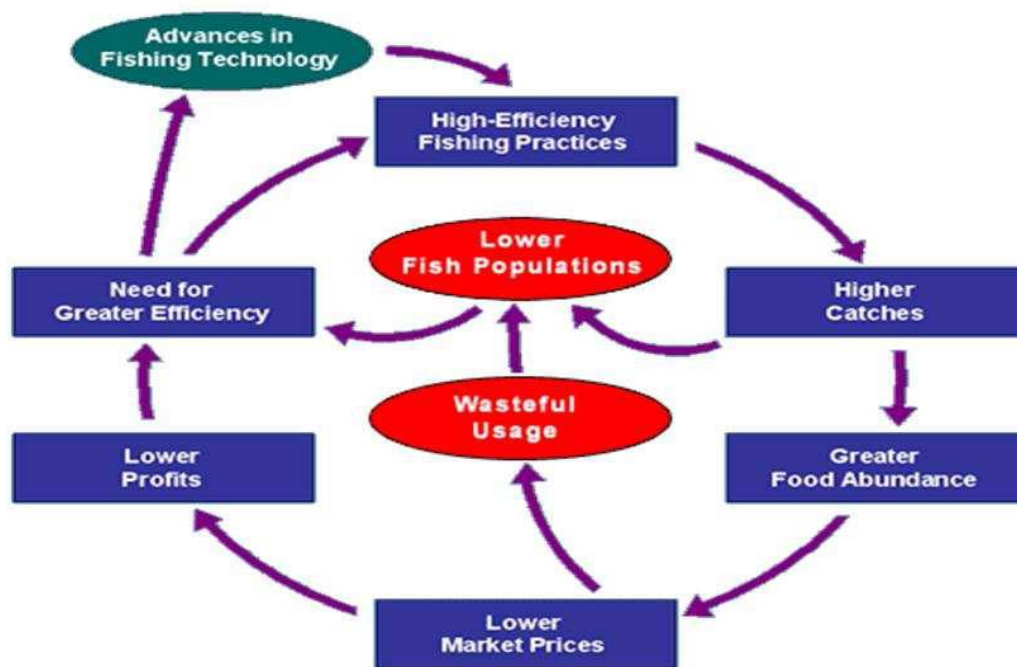 Advances in
Fishing Technology
High-Efficiency
Fishing Practices
Lower
Fish Populations
Need for
Greater Efficiency
Higher
Catches
Wasteful
Usage
Lower
Profits
Greater
Food Abundance
Lower
Market Prices